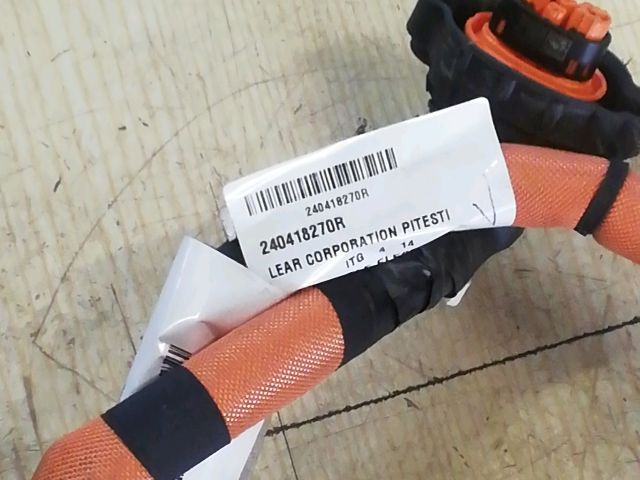 240418270R
240418270R
LEAR CORPORATION PITESTI
ITG 4 14